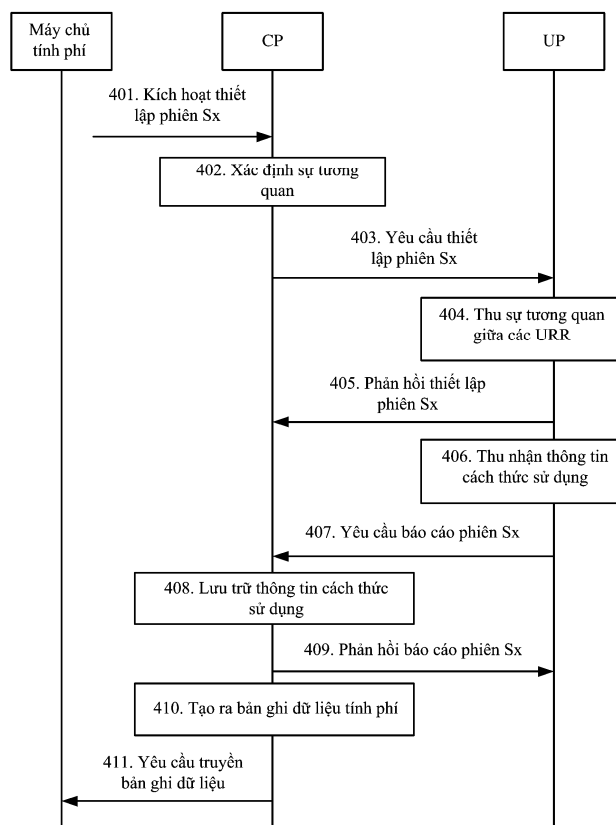 Máy chủ
tính phí
CP
UP
401. Kích hoạt thiết
lập phiên Sx
402. Xác định sự tương
quan
403. Yêu cầu thiết
lập phiên Sx
404. Thu sự tương quan
giữa các URR
405. Phản hồi thiết lập
phiên Sx
406. Thu nhận thông tin
cách thức sử dụng
407. Yêu cầu báo cáo phiên Sx
408. Lưu trữ thông tin cách thức
sử dụng
409. Phản hồi báo cáo phiên Sx
410. Tạo ra bản ghi dữ liệu tính phí
411. Yêu cầu truyền
bản ghi dữ liệu